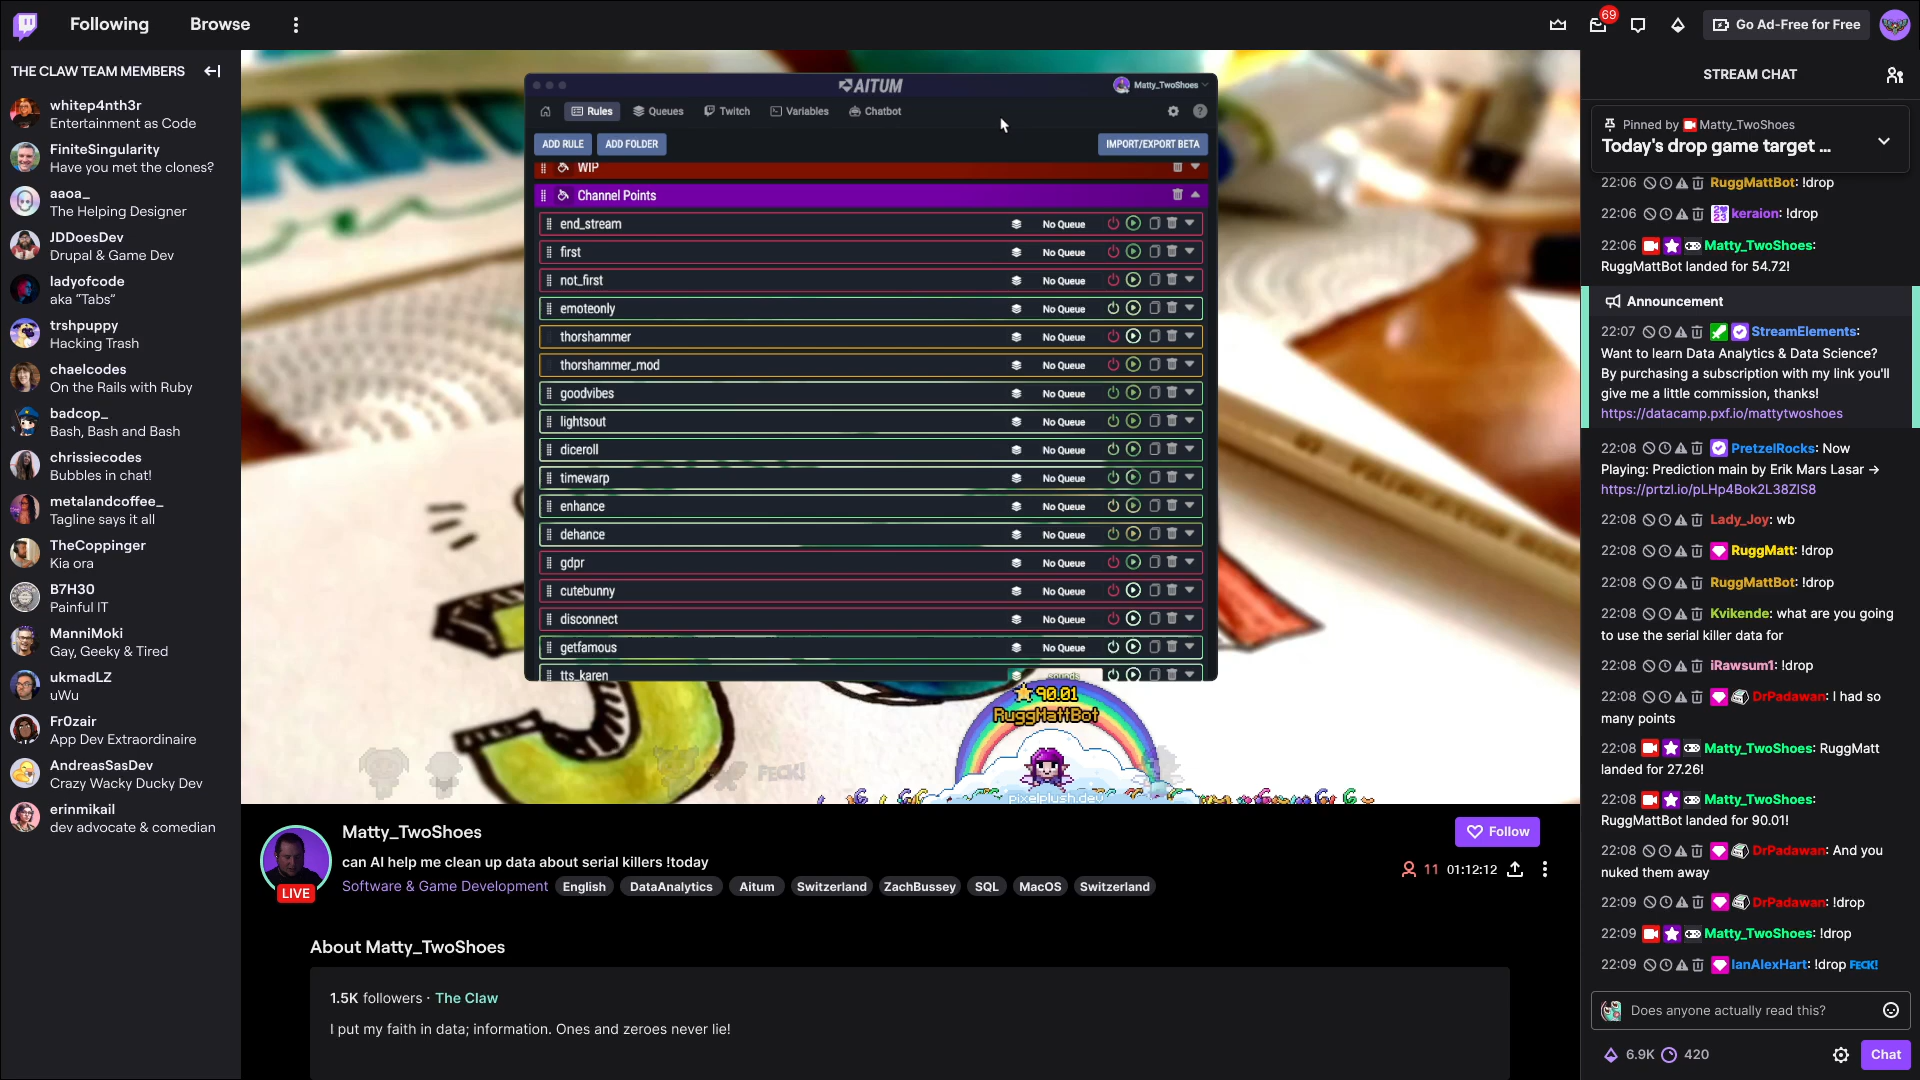 Following
Browse
69
Go Ad-Free for Free
THE CLAW TEAM MEMBERS
whitep4nth3r
Entertainment as Code
FiniteSingularity
Have you met the clones?
aaoa_
The Helping Designer
JDDoesDev
Drupal & Game Dev
ladyofcode
aka "Tabs"
trshpuppy
Hacking Trash
chaelcodes
On the Rails with Ruby
badcop_
Bash, Bash and Bash
chrissiecodes
Bubbles in chat!
metalandcoffee_
Tagline says it all
TheCoppinger
Kia ora
B7H30
Painful IT
ManniMoki
Gay, Geeky & Tired
ukmadLZ
uWu
Fr0zair
App Dev Extraordinaire
AndreasSasDev
Crazy Wacky Ducky Dev
erinmikail
dev advocate & comedian
AITUM
Matty_TwoShoes
Rules
Queues
Twitch
Variables
Chatbot
ADD RULE
ADD FOLDER
IMPORT/EXPORT BETA
WIP
Channel Points
end_stream No Queue
first No Queue
not_first No Queue
emoteonly No Queue
thorshammer No Queue
thorshammer_mod No Queue
goodvibes No Queue
lightsout No Queue
diceroll No Queue
timewarp No Queue
enhance No Queue
dehance No Queue
gdpr No Queue
cutebunny No Queue
disconnect No Queue
getfamous No Queue
tts_karen sounds
90.01
RuggMattBot
FECK!
pixelplush.dev
LIVE
Matty_TwoShoes
can AI help me clean up data about serial killers !today
Software & Game Development English DataAnalytics Aitum Switzerland ZachBussey SQL MacOS Switzerland
Follow
11 01:12:12
About Matty_TwoShoes
1.5K followers · The Claw
I put my faith in data; information. Ones and zeroes never lie!
STREAM CHAT
Pinned by Matty_TwoShoes
Today's drop game target ...
22:06 RuggMattBot: !drop
22:06 keraion: !drop
22:06 Matty_TwoShoes:
RuggMattBot landed for 54.72!
Announcement
22:07 StreamElements:
Want to learn Data Analytics & Data Science?
By purchasing a subscription with my link you'll
give me a little commission, thanks!
https://datacamp.pxf.io/mattytwoshoes
22:08 PretzelRocks: Now
Playing: Prediction main by Erik Mars Lasar →
https://prtzl.io/pLHp4Bok2L38ZlS8
22:08 Lady_Joy: wb
22:08 RuggMatt: !drop
22:08 RuggMattBot: !drop
22:08 Kvikende: what are you going
to use the serial killer data for
22:08 iRawsum1: !drop
22:08 DrPadawan: I had so
many points
22:08 Matty_TwoShoes: RuggMatt
landed for 27.26!
22:08 Matty_TwoShoes:
RuggMattBot landed for 90.01!
22:08 DrPadawan: And you
nuked them away
22:09 DrPadawan: !drop
22:09 Matty_TwoShoes: !drop
22:09 IanAlexHart: !drop FECK!
Does anyone actually read this?
6.9K 420
Chat